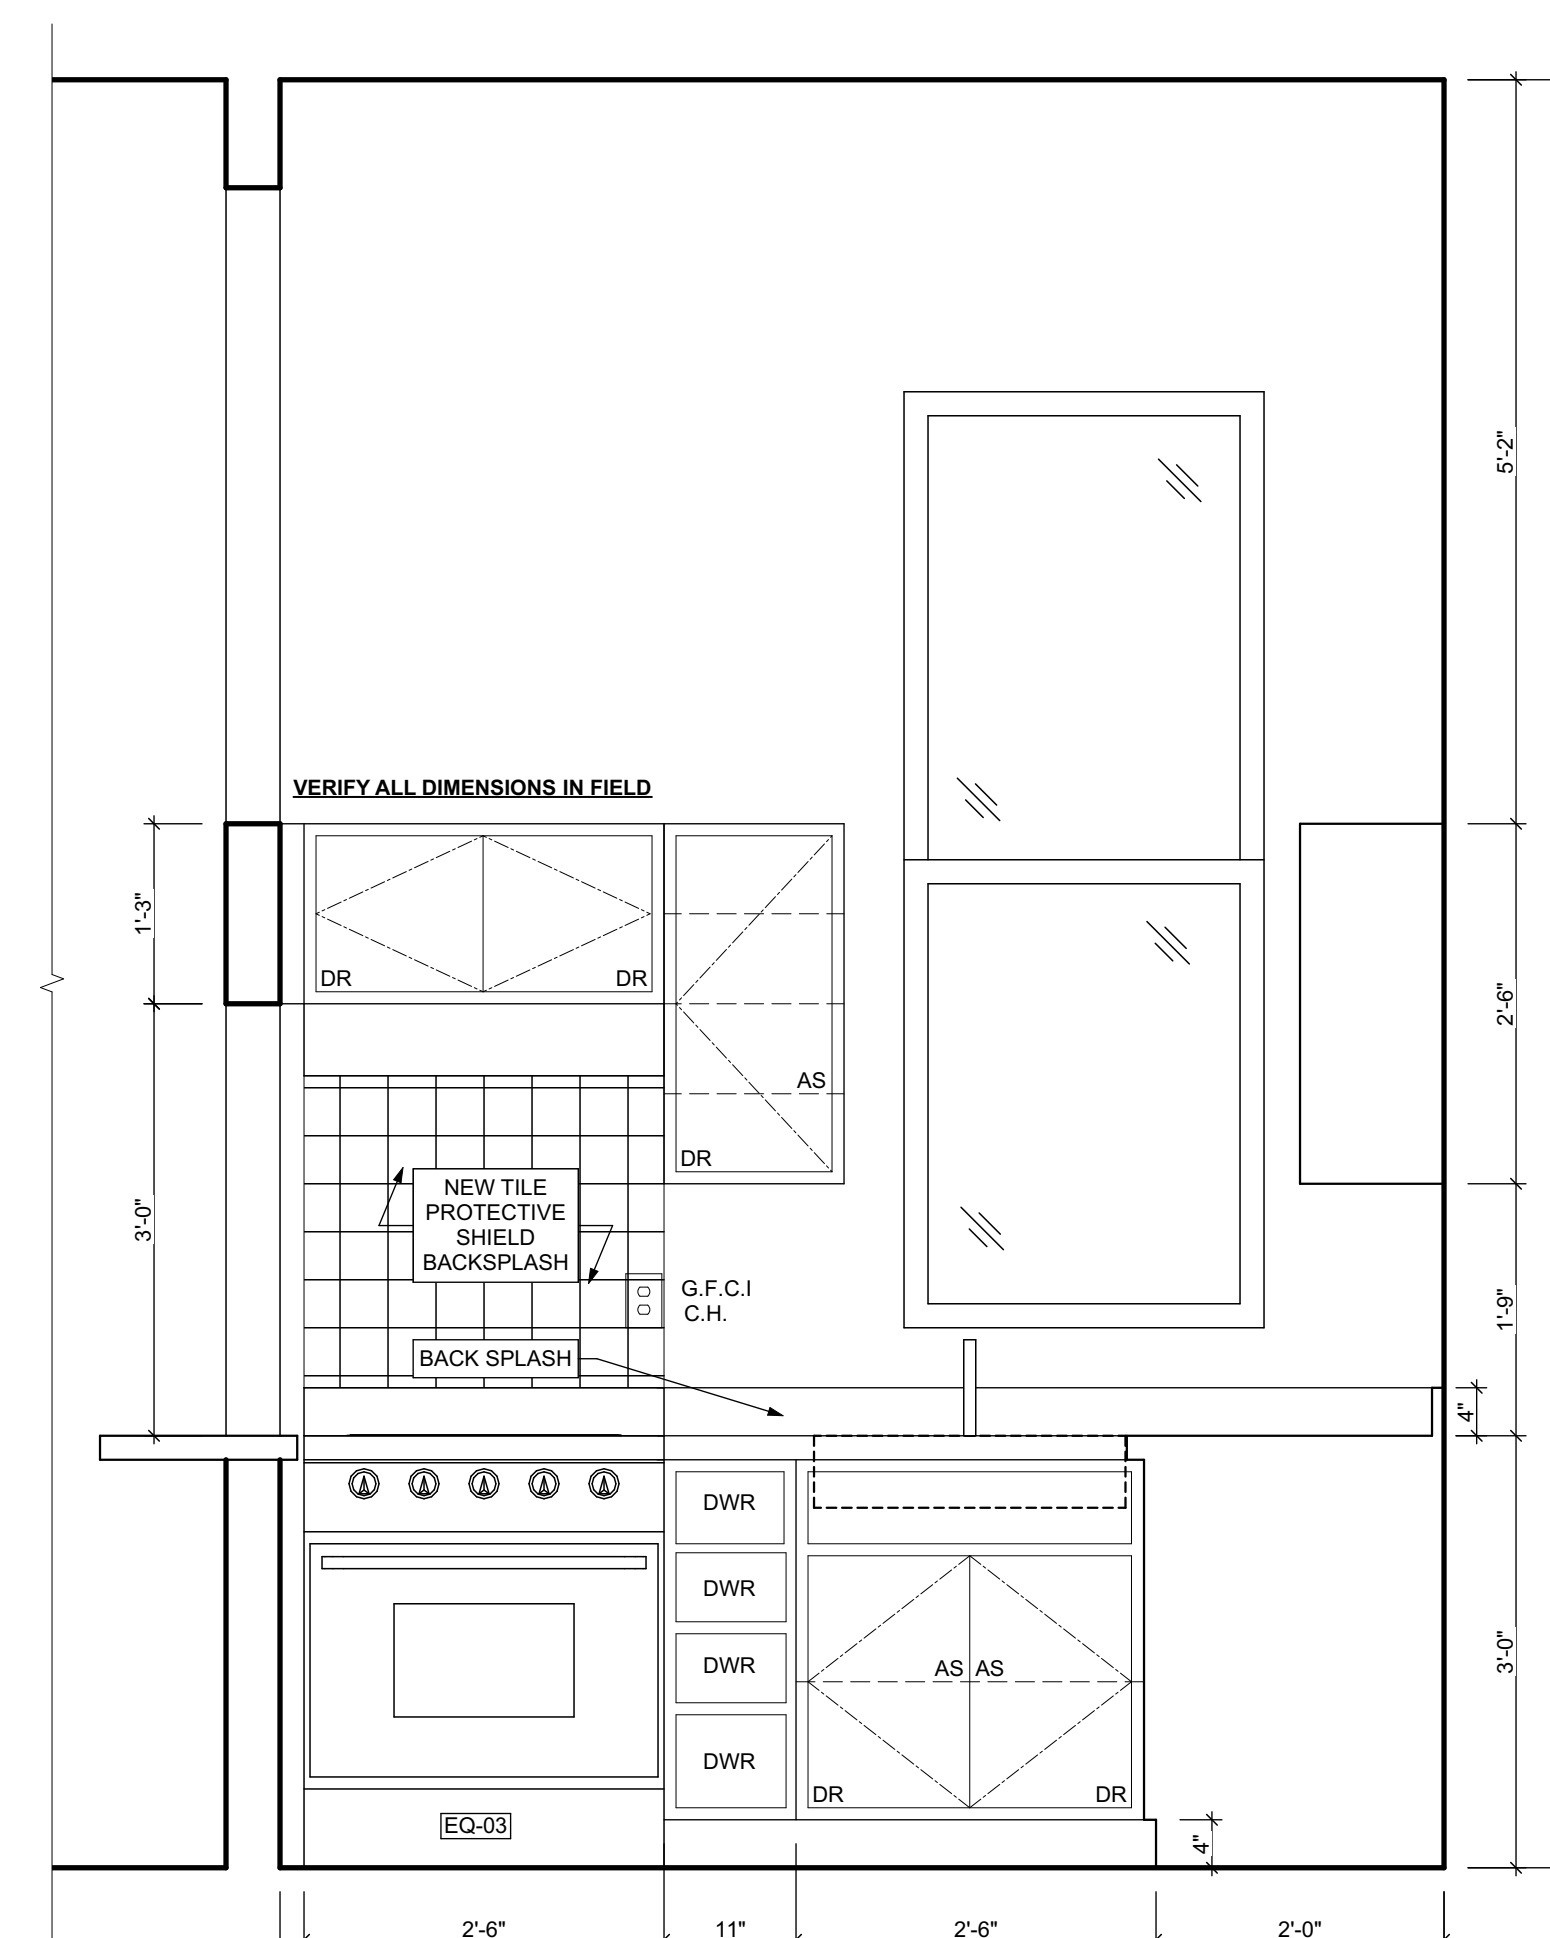 5'-2"
VERIFY ALL DIMENSIONS IN FIELD
1'-3"
DR
DR
2'-6"
AS
DR
NEW TILE
PROTECTIVE
SHIELD
BACKSPLASH
3'-0"
G.F.C.I
C.H.
1'-9"
BACK SPLASH
4"
DWR
DWR
DWR
AS
AS
3'-0"
DWR
DR
DR
EQ-03
4"
2'-6"
11"
2'-6"
2'-0"